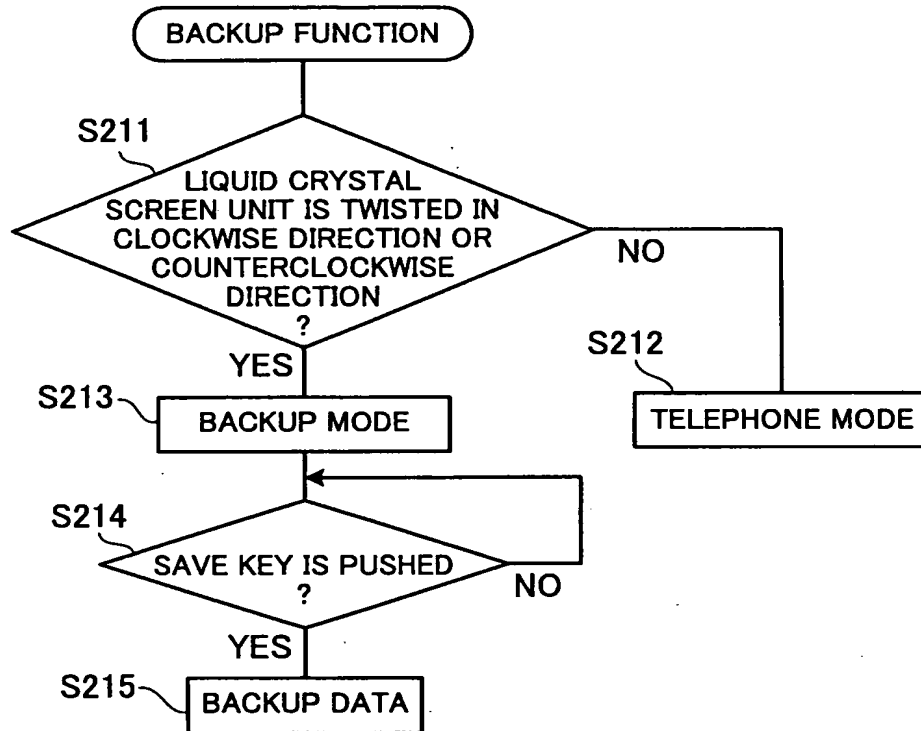 BACKUP FUNCTION
S211
LIQUID CRYSTAL
SCREEN UNIT IS TWISTED IN
CLOCKWISE DIRECTION OR
COUNTERCLOCKWISE
DIRECTION
?
NO
YES
S212
TELEPHONE MODE
S213
BACKUP MODE
S214
SAVE KEY IS PUSHED
?
NO
YES
S215
BACKUP DATA